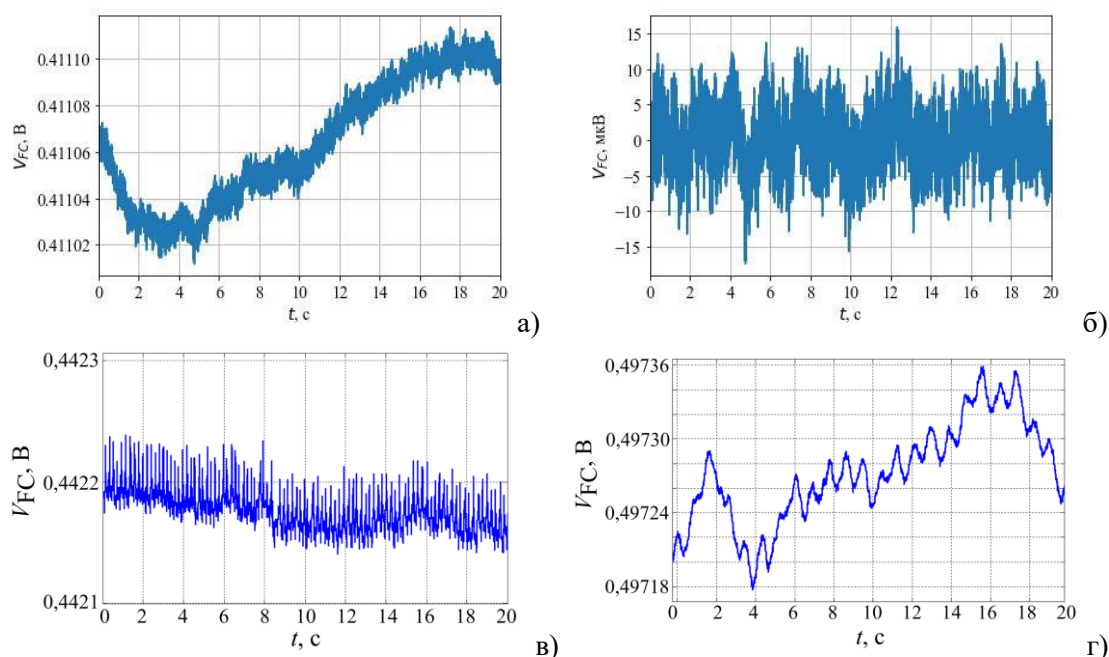 0.41110
0.41108
0.41106
0.41104
0.41102
V_FC, В
0 2 4 6 8 10 12 14 16 18 20
t, с
а)
15
10
5
0
−5
−10
−15
V_FC, мкВ
0 2 4 6 8 10 12 14 16 18 20
t, с
б)
0,4423
0,4422
0,4421
V_FC, В
0 2 4 6 8 10 12 14 16 18 20
t, с
в)
0,49736
0,49730
0,49724
0,49718
V_FC, В
0 2 4 6 8 10 12 14 16 18 20
t, с
г)